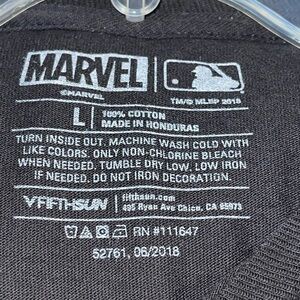 MARVEL
©MARVEL
TM/© MLBP 2018
L
100% COTTON
MADE IN HONDURAS
TURN INSIDE OUT. MACHINE WASH COLD WITH
LIKE COLORS. ONLY NON-CHLORINE BLEACH
WHEN NEEDED. TUMBLE DRY LOW. LOW IRON
IF NEEDED. DO NOT IRON DECORATION.
FIFTHSUN
fifthsun.com
495 Ryan Ave Chico, CA 95973
RN #111647
52761, 06/2018